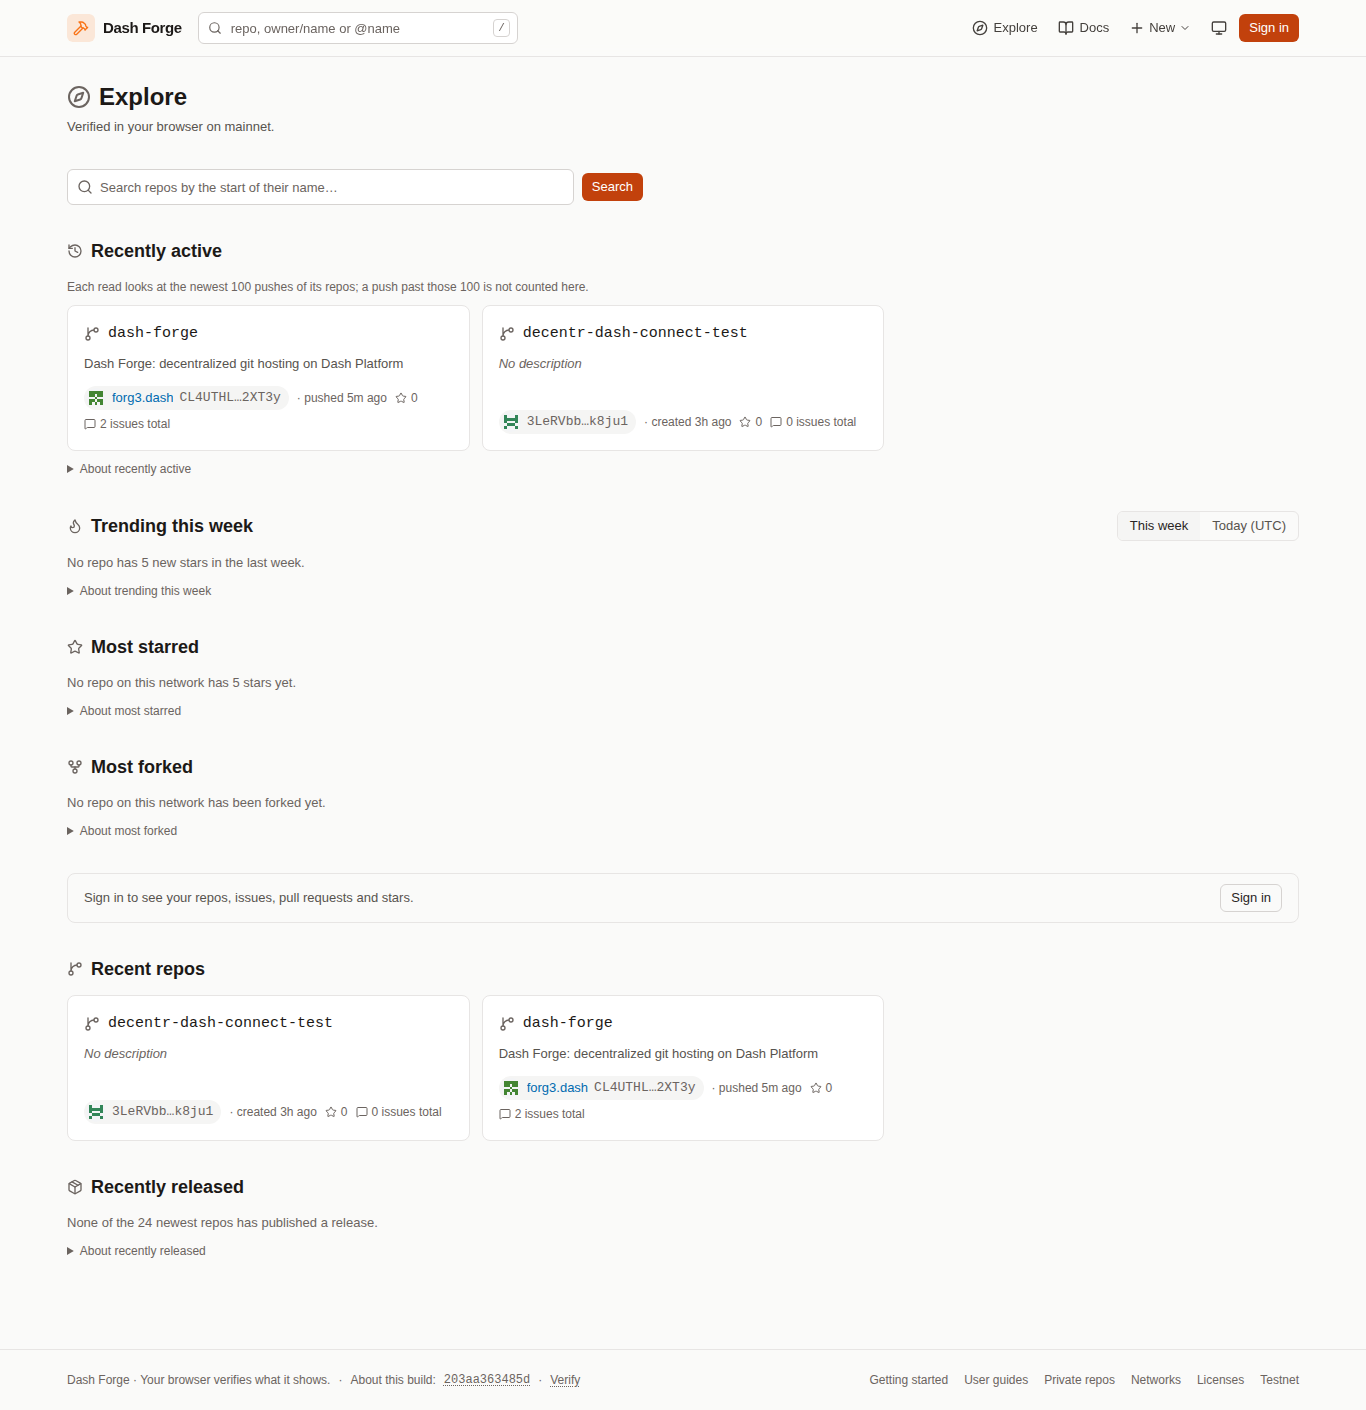 Dash Forge
repo, owner/name or @name
/
Explore
Docs
New
Sign in
Explore
Verified in your browser on mainnet.
Search repos by the start of their name…
Search
Recently active
Each read looks at the newest 100 pushes of its repos; a push past those 100 is not counted here.
dash-forge
Dash Forge: decentralized git hosting on Dash Platform
forg3.dash CL4UTHL…2XT3y · pushed 5m ago 0
2 issues total
decentr-dash-connect-test
No description
3LeRVbb…k8ju1 · created 3h ago 0 0 issues total
About recently active
Trending this week
This week
Today (UTC)
No repo has 5 new stars in the last week.
About trending this week
Most starred
No repo on this network has 5 stars yet.
About most starred
Most forked
No repo on this network has been forked yet.
About most forked
Sign in to see your repos, issues, pull requests and stars.
Sign in
Recent repos
decentr-dash-connect-test
No description
3LeRVbb…k8ju1 · created 3h ago 0 0 issues total
dash-forge
Dash Forge: decentralized git hosting on Dash Platform
forg3.dash CL4UTHL…2XT3y · pushed 5m ago 0
2 issues total
Recently released
None of the 24 newest repos has published a release.
About recently released
Dash Forge · Your browser verifies what it shows. · About this build: 203aa363485d · Verify
Getting started
User guides
Private repos
Networks
Licenses
Testnet